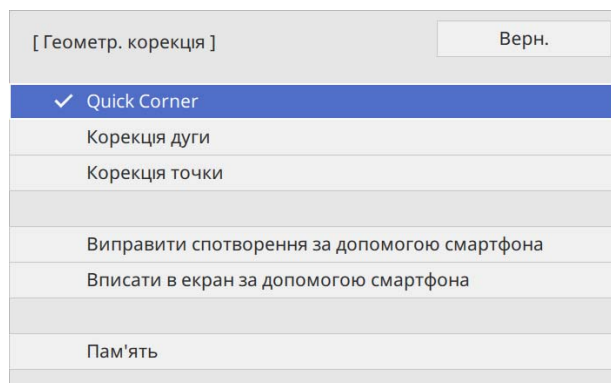 [ Геометр. корекція ]
Верн.
Quick Corner
Корекція дуги
Корекція точки
Виправити спотворення за допомогою смартфона
Вписати в екран за допомогою смартфона
Пам'ять